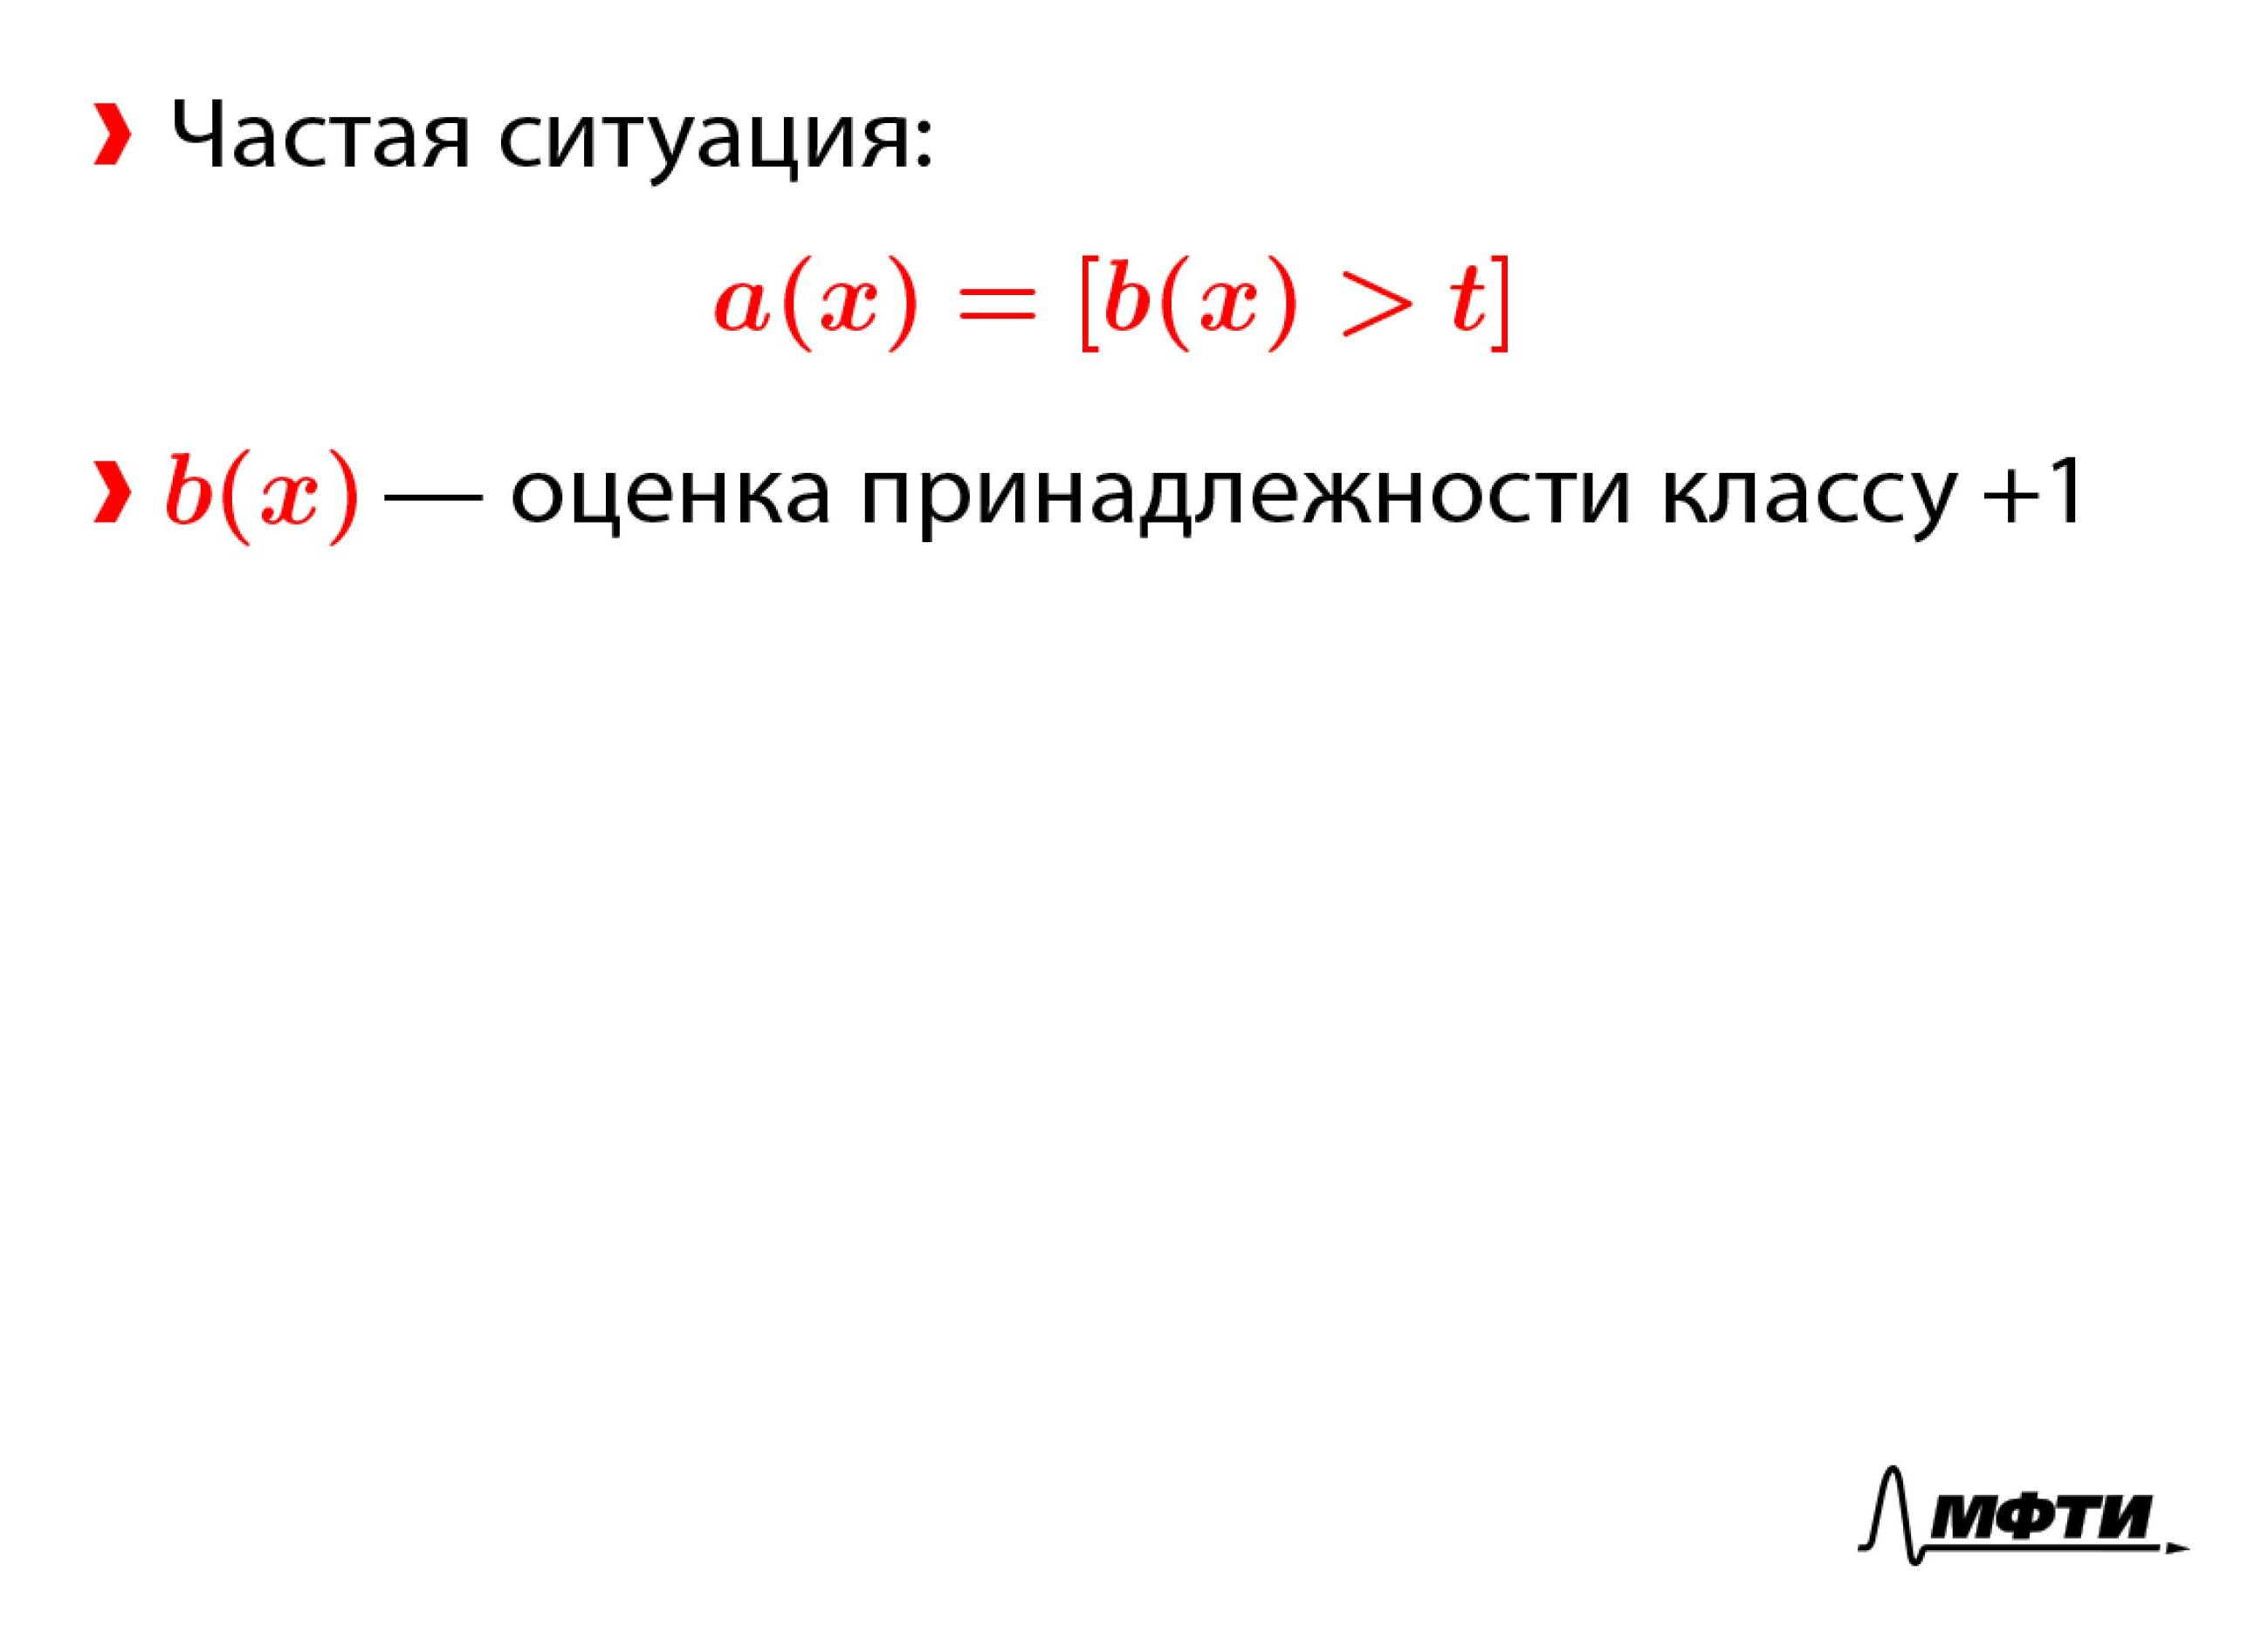 Частая ситуация:
a(x) = [b(x) > t]
b(x) — оценка принадлежности классу +1
МФТИ